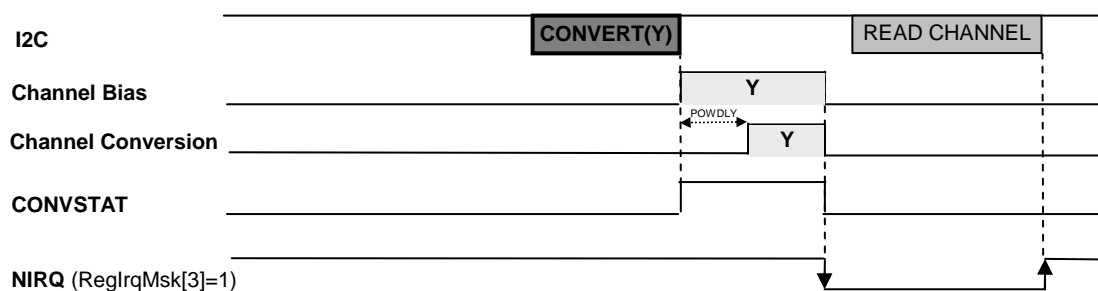 I2C
CONVERT(Y)
READ CHANNEL
Channel Bias
Y
POWDLY
Channel Conversion
Y
CONVSTAT
NIRQ (RegIrqMsk[3]=1)